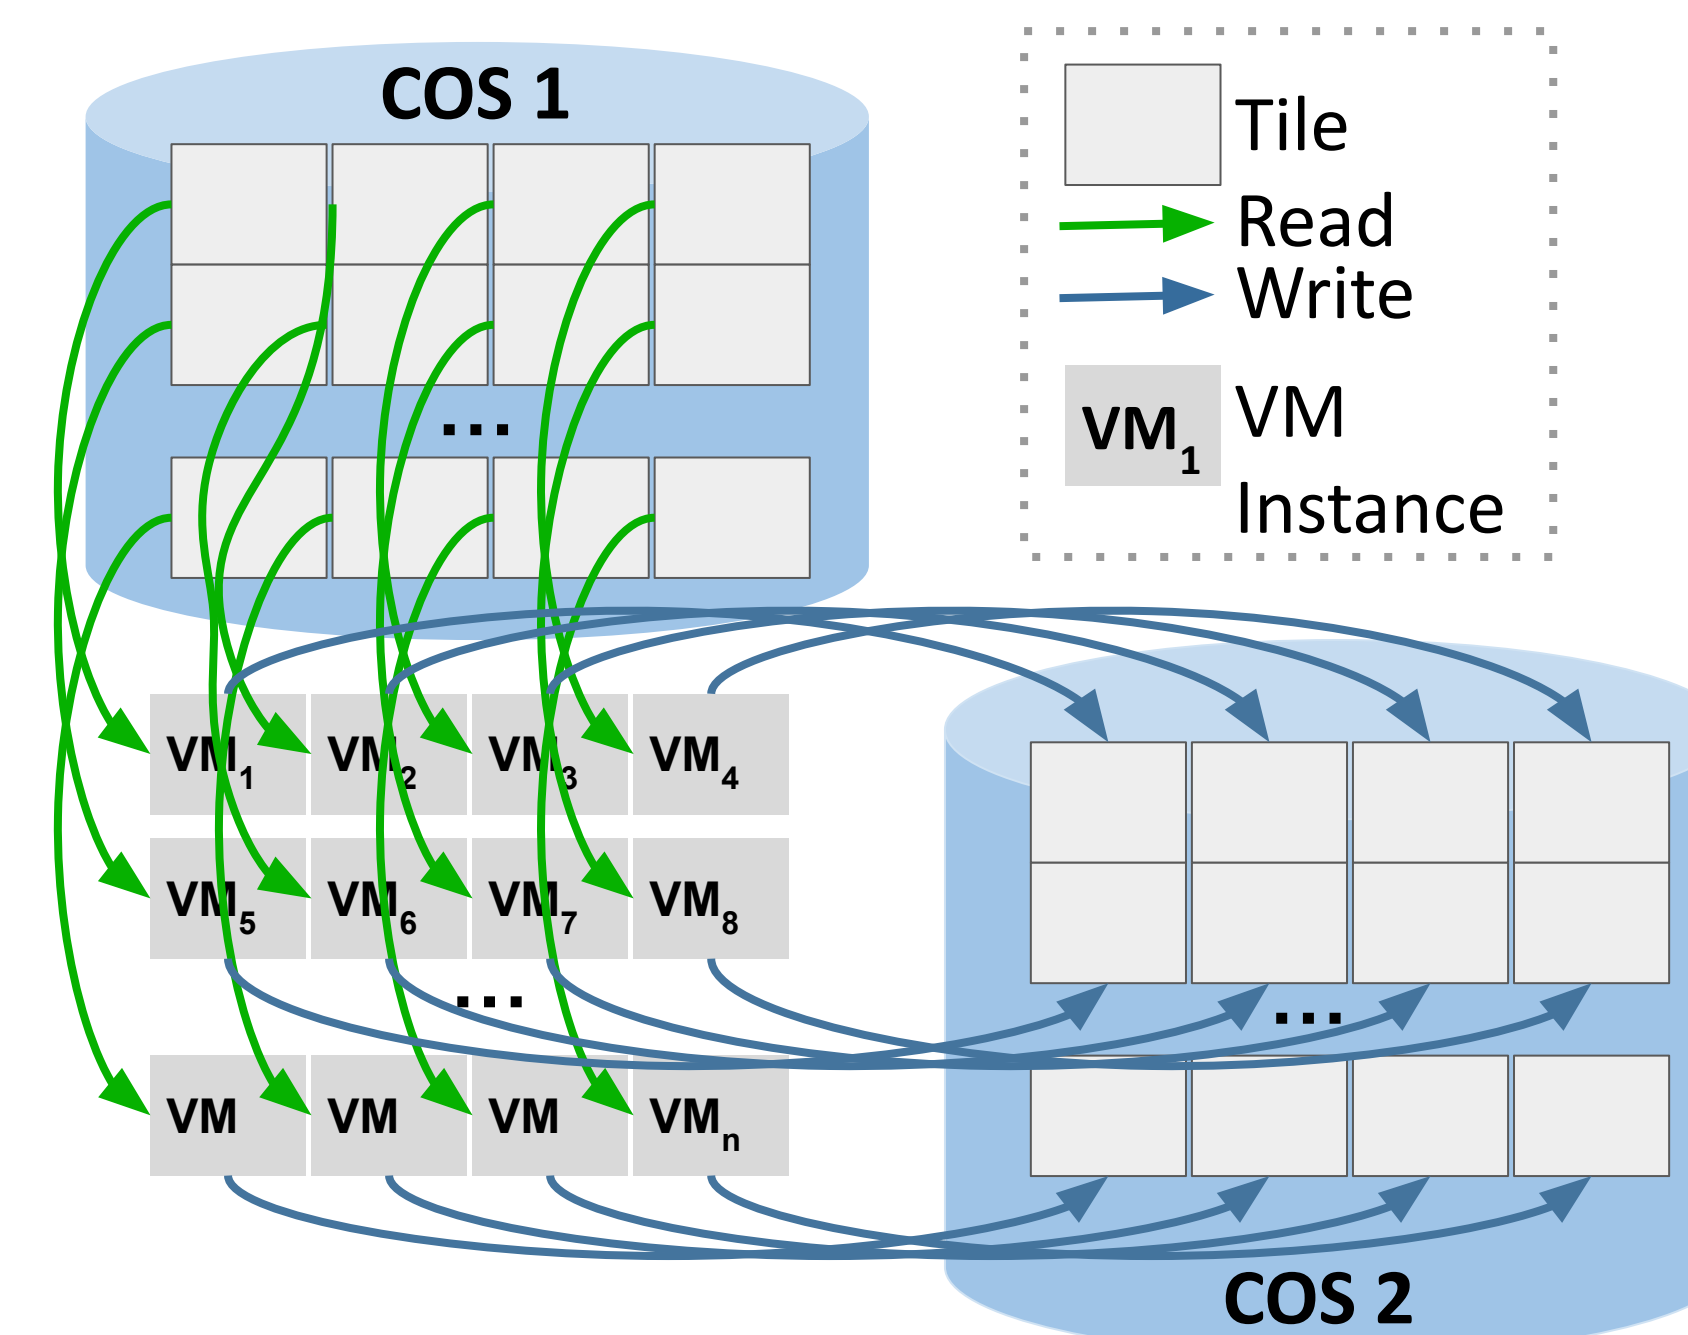 COS 1
Tile
Read
Write
VM1
VM
Instance
...
VM1 VM2 VM3 VM4
VM5 VM6 VM7 VM8
...
VM VM VM VMn
...
COS 2